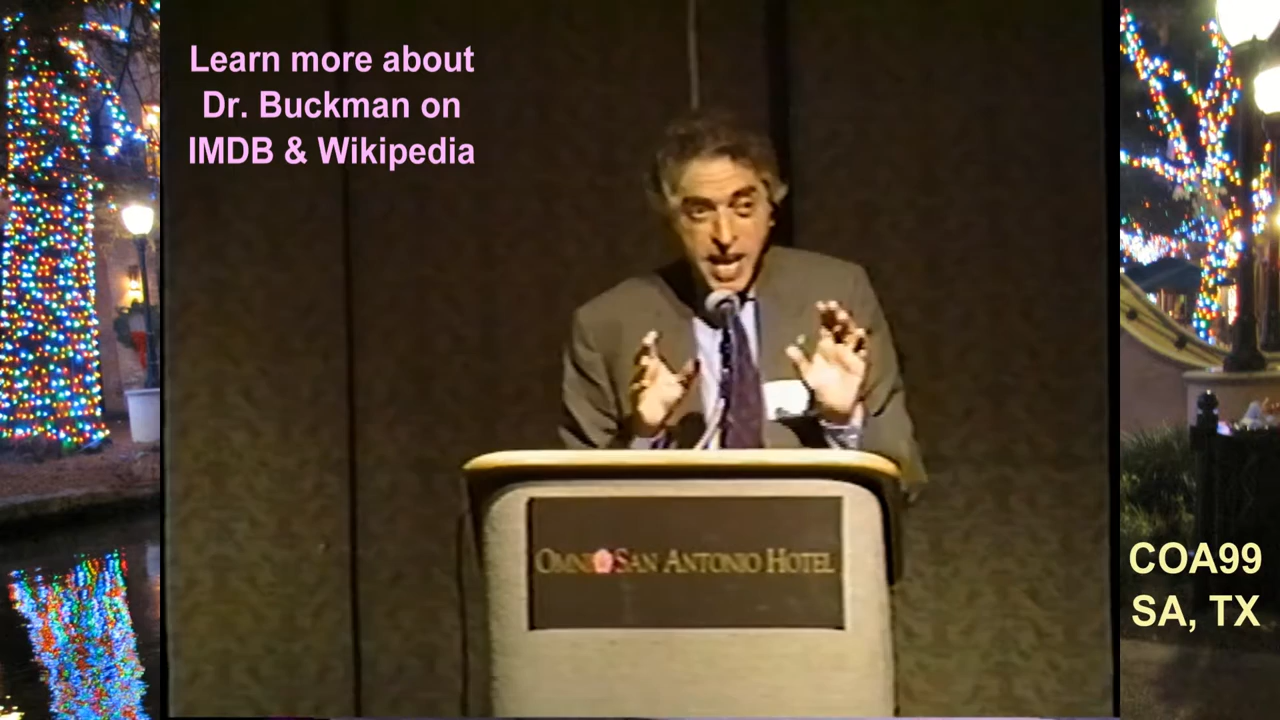 Learn more about
Dr. Buckman on
IMDB & Wikipedia
OMNI SAN ANTONIO HOTEL
COA99
SA, TX